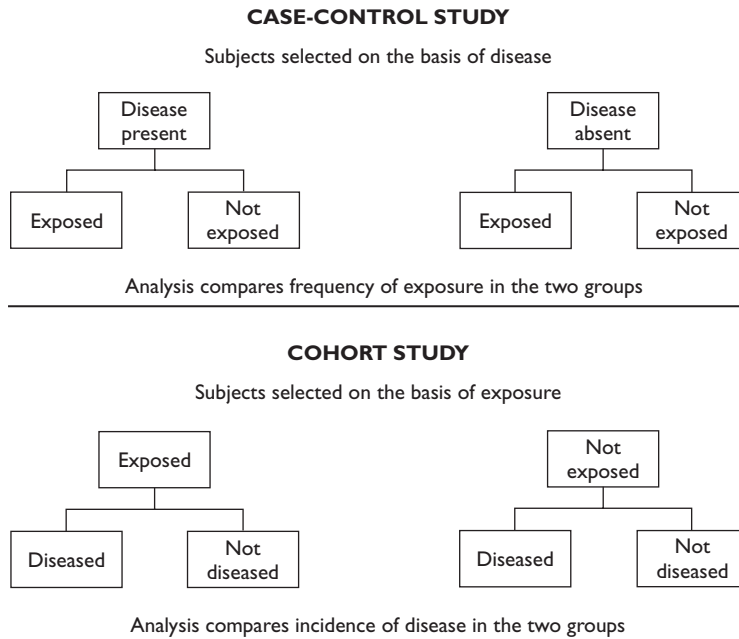 CASE-CONTROL STUDY
Subjects selected on the basis of disease
Disease
present
Disease
absent
Exposed
Not
exposed
Exposed
Not
exposed
Analysis compares frequency of exposure in the two groups
COHORT STUDY
Subjects selected on the basis of exposure
Exposed
Not
exposed
Diseased
Not
diseased
Diseased
Not
diseased
Analysis compares incidence of disease in the two groups